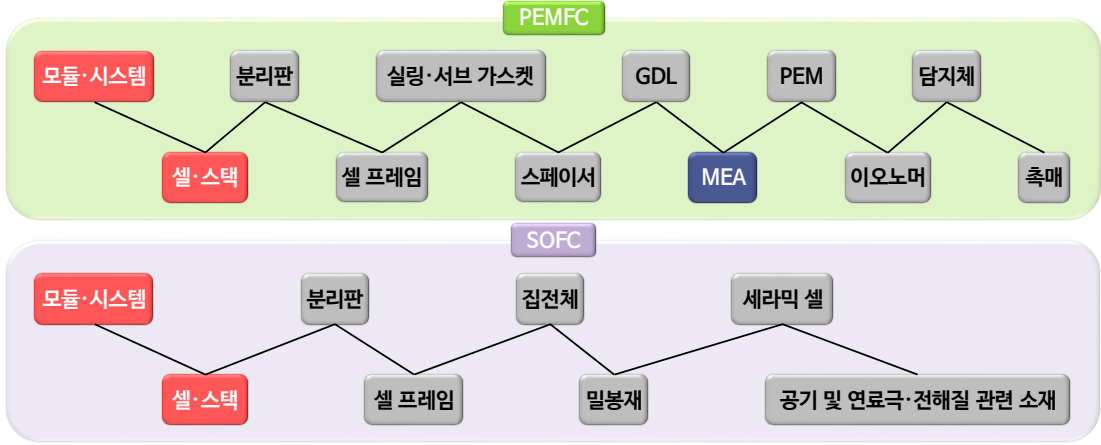 PEMFC
모듈·시스템
분리판
실링·서브 가스켓
GDL
PEM
담지체
셀·스택
셀 프레임
스페이서
MEA
이오노머
촉매
SOFC
모듈·시스템
분리판
집전체
세라믹 셀
셀·스택
셀 프레임
밀봉재
공기 및 연료극·전해질 관련 소재